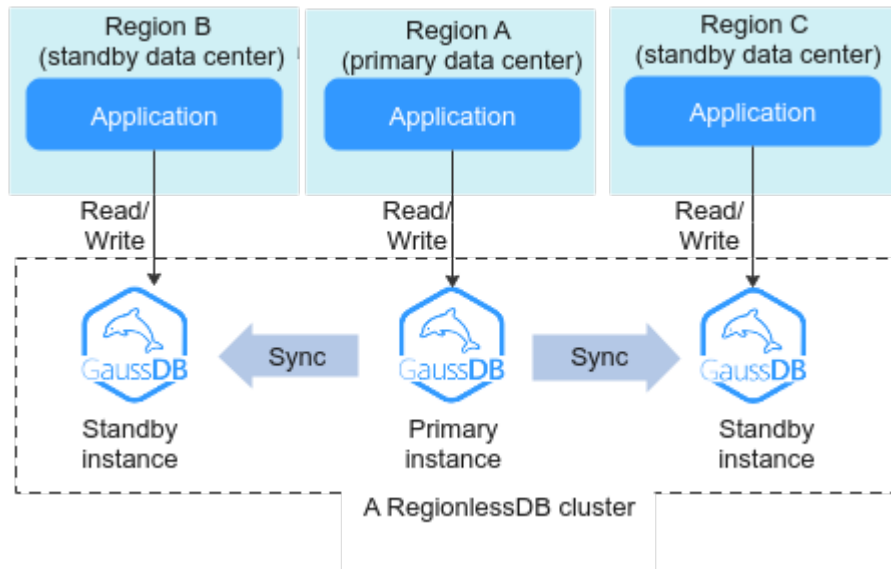 Region B
(standby data center)
Application
Read/
Write
Region A
(primary data center)
Application
Read/
Write
Region C
(standby data center)
Application
Read/
Write
GaussDB
Standby
instance
Sync
GaussDB
Primary
instance
Sync
GaussDB
Standby
instance
A RegionlessDB cluster